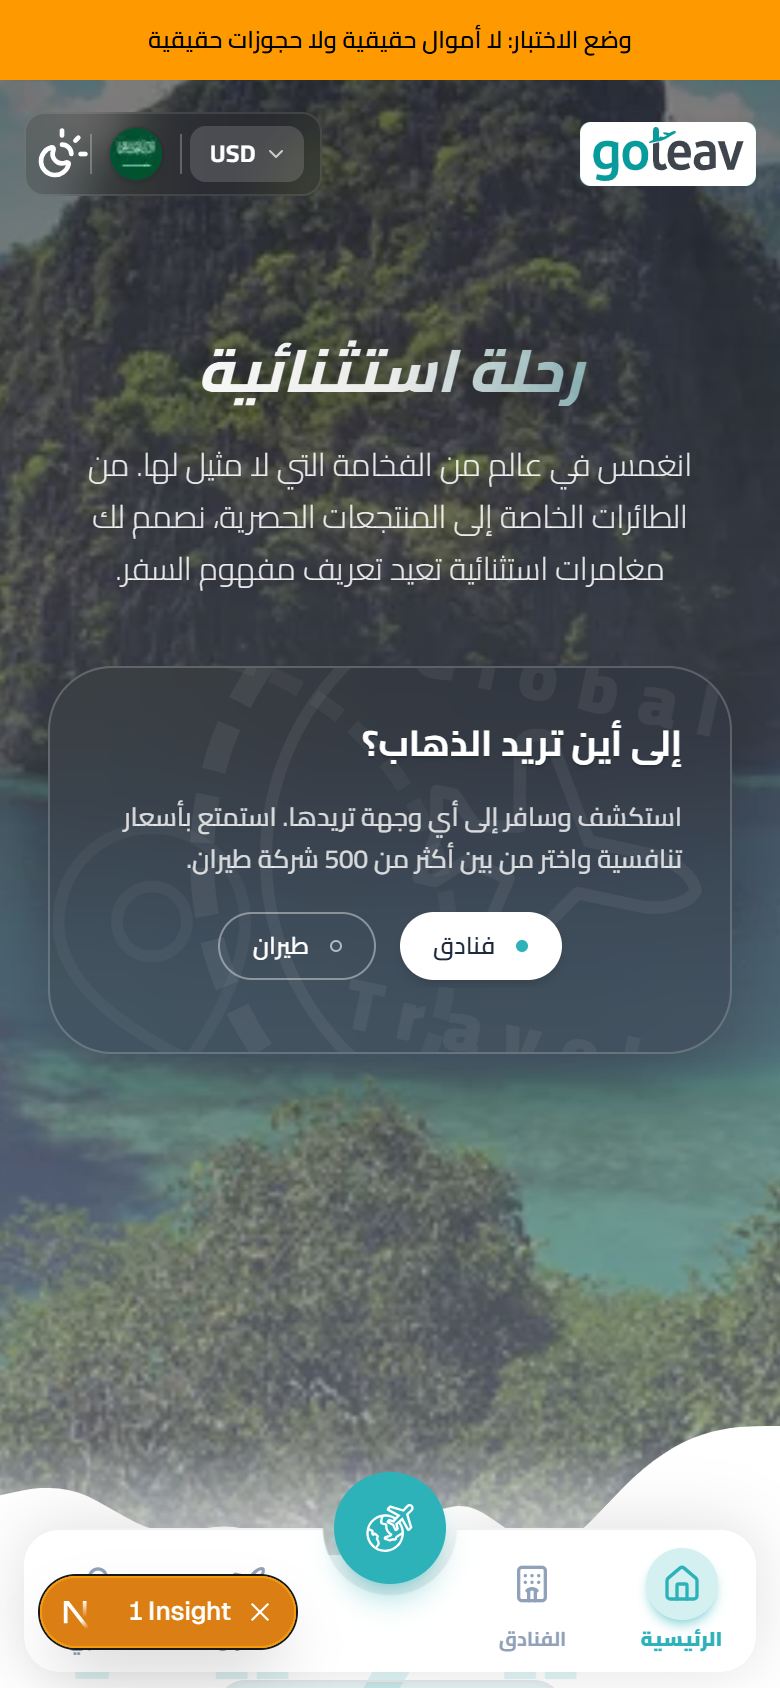 وضع الاختبار: لا أموال حقيقية ولا حجوزات حقيقية
goteav
USD
رحلة استثنائية
انغمس في عالم من الفخامة التي لا مثيل لها. من
الطائرات الخاصة إلى المنتجعات الحصرية، نصمم لك
مغامرات استثنائية تعيد تعريف مفهوم السفر.
Global
إلى أين تريد الذهاب؟
استكشف وسافر إلى أي وجهة تريدها. استمتع بأسعار
تنافسية واختر من بين أكثر من 500 شركة طيران.
فنادق
طيران
Travel
الرئيسية
الفنادق
N 1 Insight